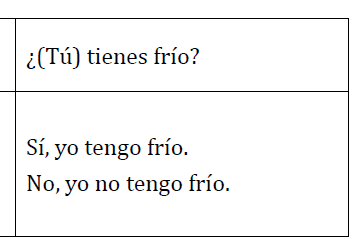 ¿(Tú) tienes frío?
Sí, yo tengo frío.
No, yo no tengo frío.